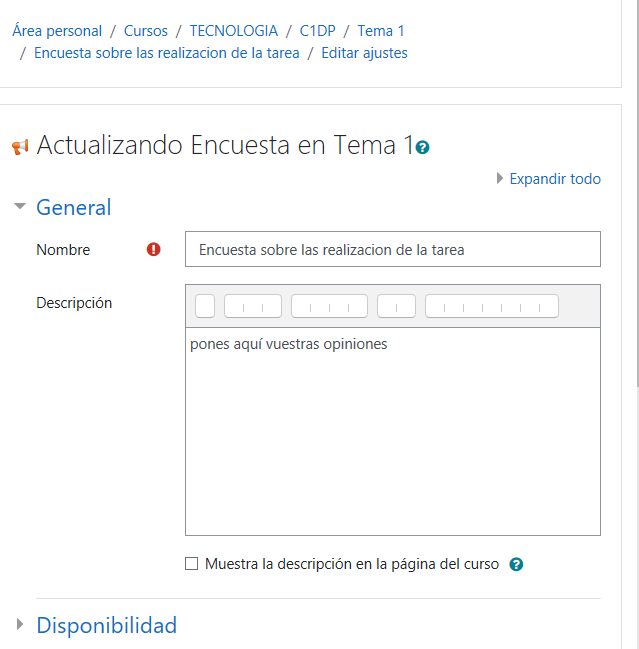 Área personal / Cursos / TECNOLOGIA / C1DP / Tema 1
/ Encuesta sobre las realizacion de la tarea / Editar ajustes
Actualizando Encuesta en Tema 1
Expandir todo
General
Nombre
Encuesta sobre las realizacion de la tarea
Descripción
pones aquí vuestras opiniones
Muestra la descripción en la página del curso
Disponibilidad